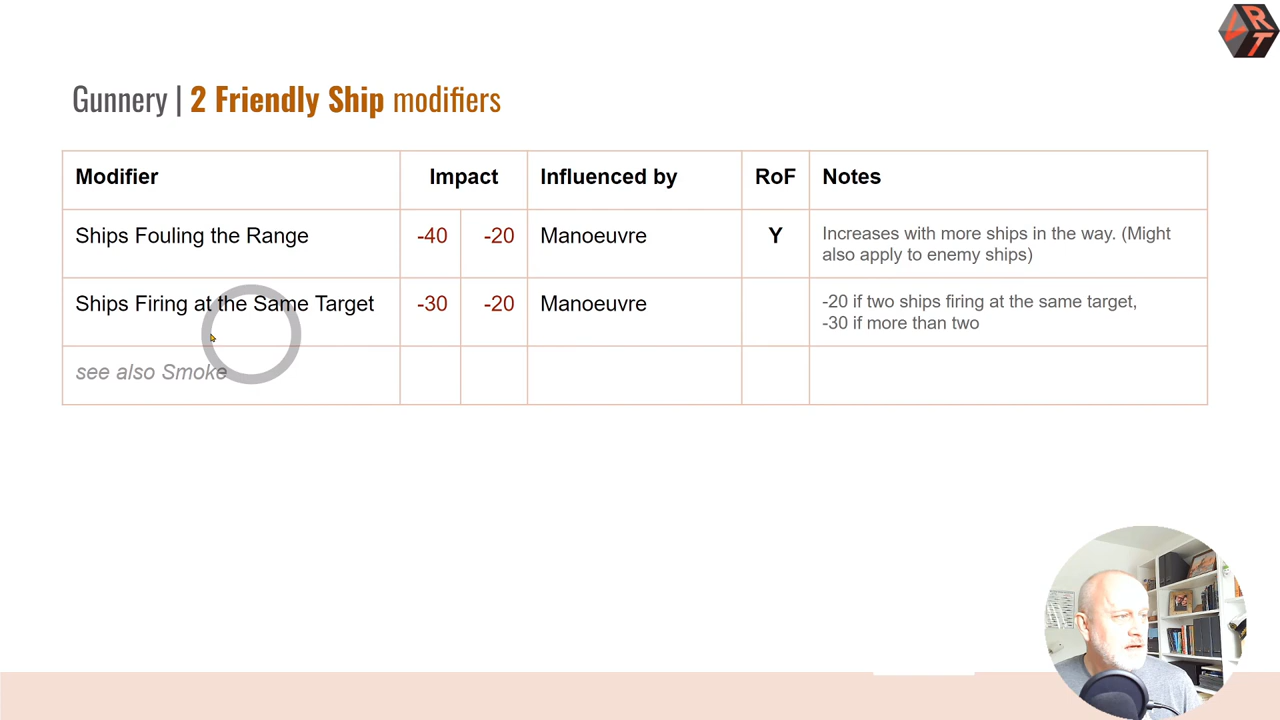 VRT
Gunnery | 2 Friendly Ship modifiers
Modifier Impact Influenced by RoF Notes
Ships Fouling the Range -40 -20 Manoeuvre Y Increases with more ships in the way. (Might
also apply to enemy ships)
Ships Firing at the Same Target -30 -20 Manoeuvre -20 if two ships firing at the same target,
-30 if more than two
see also Smoke